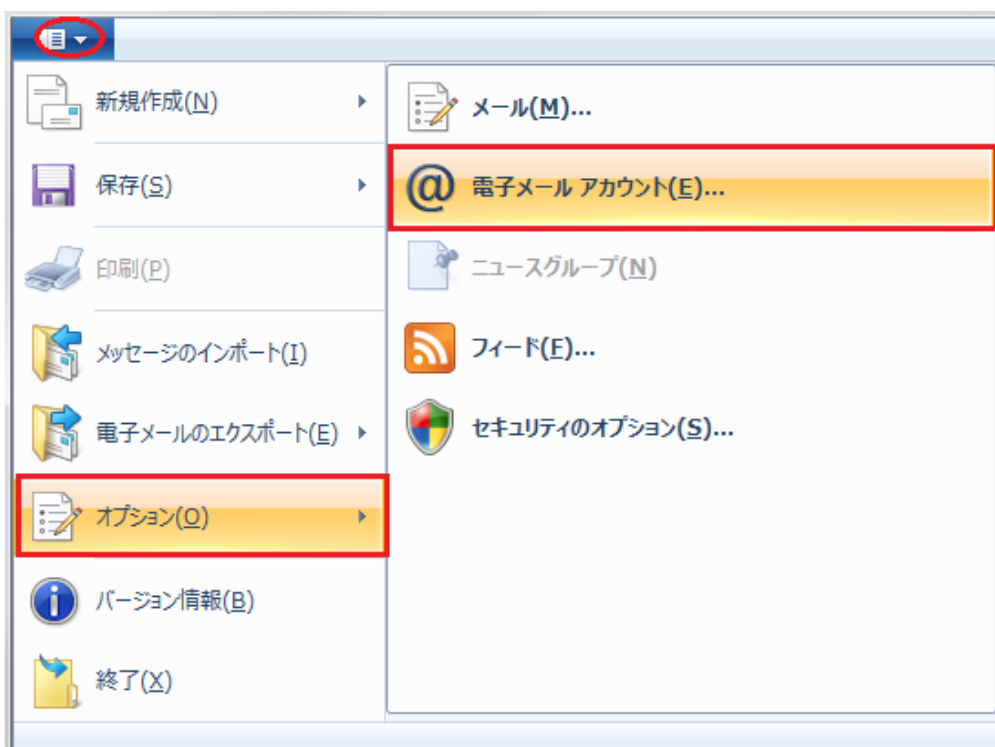 新規作成(N)
保存(S)
印刷(P)
メッセージのインポート(I)
電子メールのエクスポート(E)
オプション(O)
バージョン情報(B)
終了(X)
メール(M)...
@
電子メール アカウント(E)...
ニュースグループ(N)
フィード(F)...
セキュリティのオプション(S)...